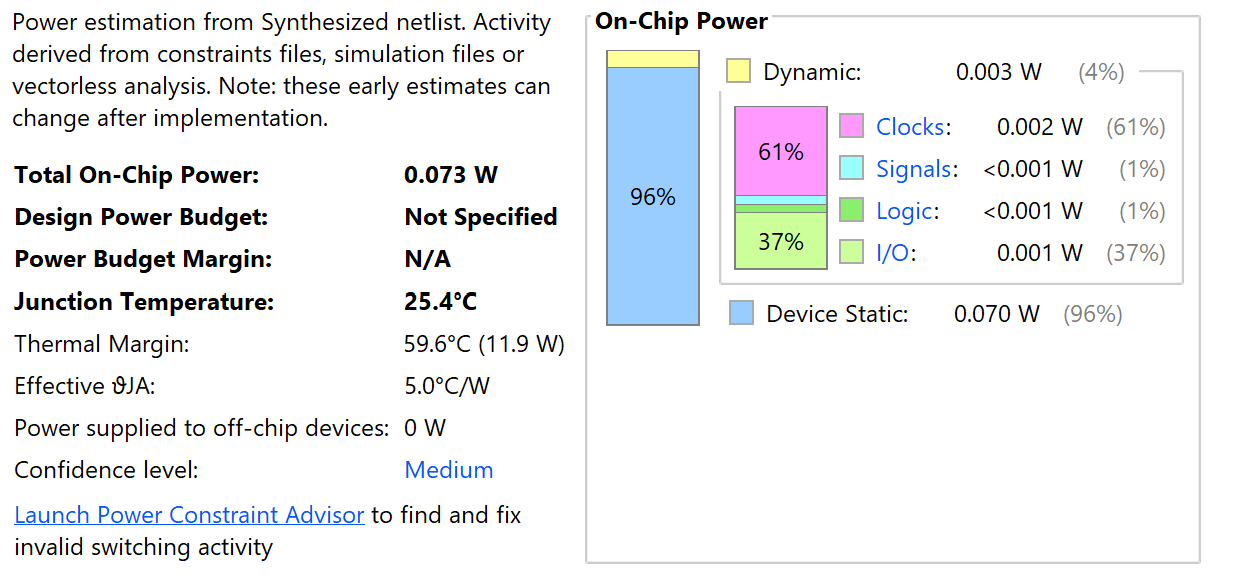 Power estimation from Synthesized netlist. Activity
derived from constraints files, simulation files or
vectorless analysis. Note: these early estimates can
change after implementation.
Total On-Chip Power: 0.073 W
Design Power Budget: Not Specified
Power Budget Margin: N/A
Junction Temperature: 25.4°C
Thermal Margin: 59.6°C (11.9 W)
Effective ϑJA: 5.0°C/W
Power supplied to off-chip devices: 0 W
Confidence level: Medium
Launch Power Constraint Advisor to find and fix
invalid switching activity
On-Chip Power
96%
Dynamic: 0.003 W (4%)
61%
37%
Clocks: 0.002 W (61%)
Signals: <0.001 W (1%)
Logic: <0.001 W (1%)
I/O: 0.001 W (37%)
Device Static: 0.070 W (96%)